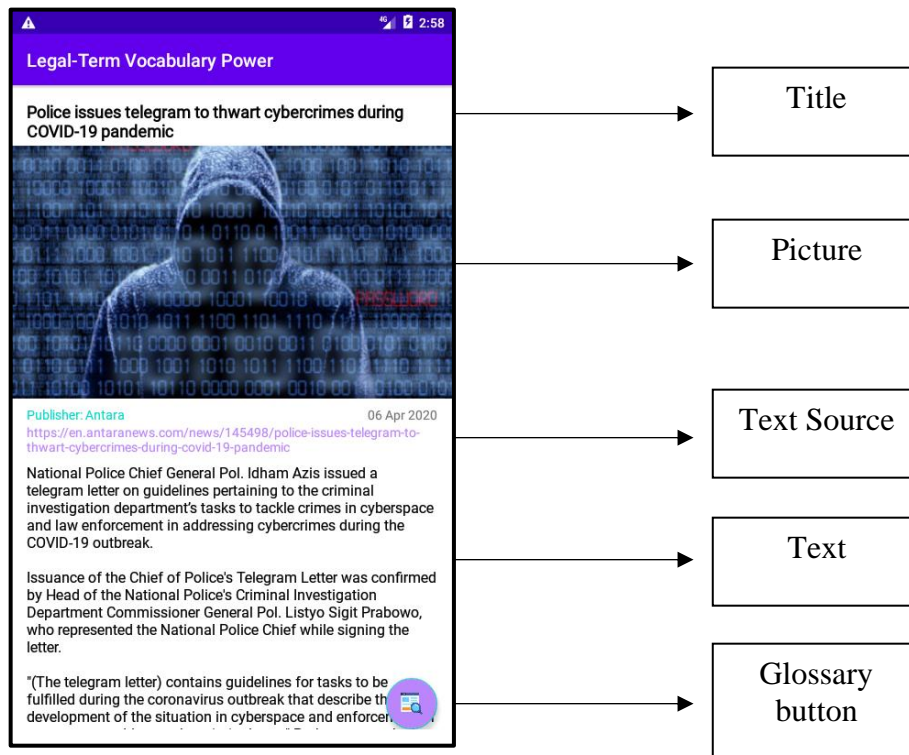 4G 2:58
Legal-Term Vocabulary Power
Police issues telegram to thwart cybercrimes during
COVID-19 pandemic
PASSWORD
Publisher: Antara 06 Apr 2020
https://en.antaranews.com/news/145498/police-issues-telegram-to-
thwart-cybercrimes-during-covid-19-pandemic
National Police Chief General Pol. Idham Azis issued a
telegram letter on guidelines pertaining to the criminal
investigation department's tasks to tackle crimes in cyberspace
and law enforcement in addressing cybercrimes during the
COVID-19 outbreak.
Issuance of the Chief of Police's Telegram Letter was confirmed
by Head of the National Police's Criminal Investigation
Department Commissioner General Pol. Listyo Sigit Prabowo,
who represented the National Police Chief while signing the
letter.
"(The telegram letter) contains guidelines for tasks to be
fulfilled during the coronavirus outbreak that describe
development of the situation in cyberspace and
Title
Picture
Text Source
Text
Glossary
button